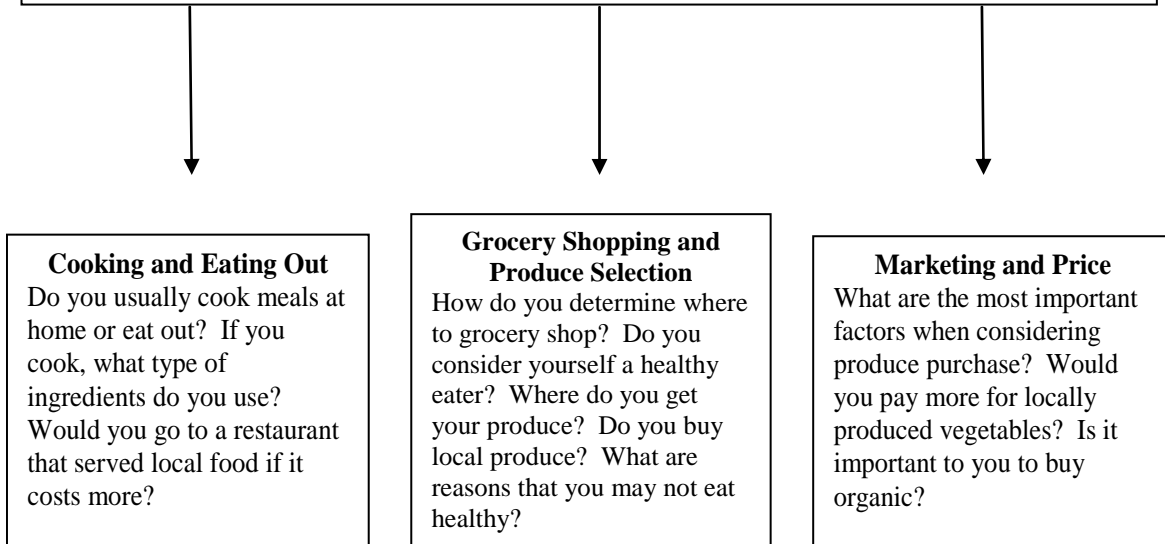 Cooking and Eating Out
Do you usually cook meals at
home or eat out?  If you
cook, what type of
ingredients do you use?
Would you go to a restaurant
that served local food if it
costs more?
Grocery Shopping and
Produce Selection
How do you determine where
to grocery shop?  Do you
consider yourself a healthy
eater?  Where do you get
your produce?  Do you buy
local produce?  What are
reasons that you may not eat
healthy?
Marketing and Price
What are the most important
factors when considering
produce purchase?  Would
you pay more for locally
produced vegetables?  Is it
important to you to buy
organic?